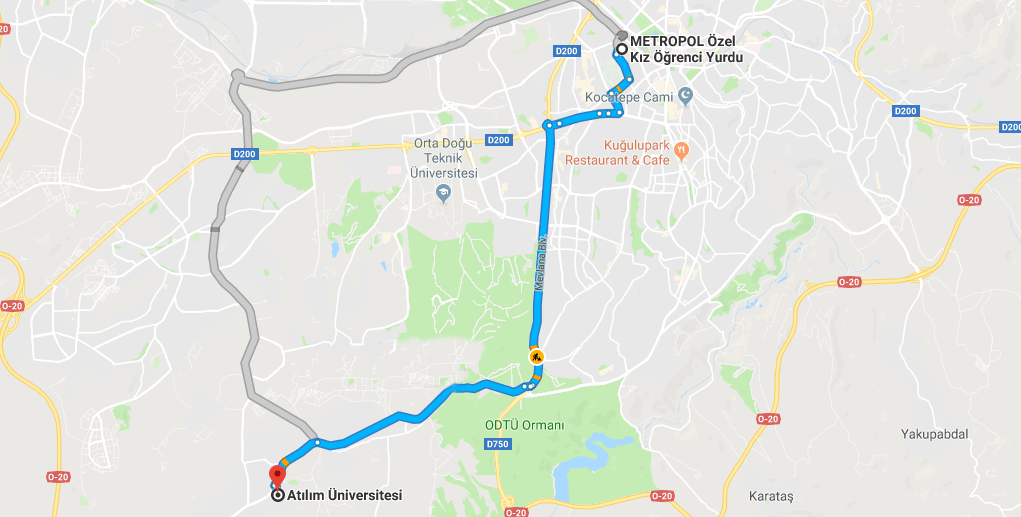 O-20
METROPOL Özel
Kız Öğrenci Yurdu
D200
Kocatepe Cami
D200
D200
D200
Orta Doğu
Teknik
Üniversitesi
Kuğulupark
Restaurant & Cafe
D200
O-20
Mevlana Blv.
O-20
O-20
O-20
ODTÜ Ormanı
D750
Yakupabdal
O-20
Atılım Üniversitesi
O-20
Karataş
O-20